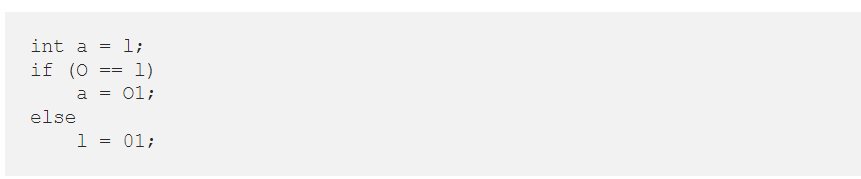 int a = l;
if (O == l)
    a = O1;
else
    l = 01;